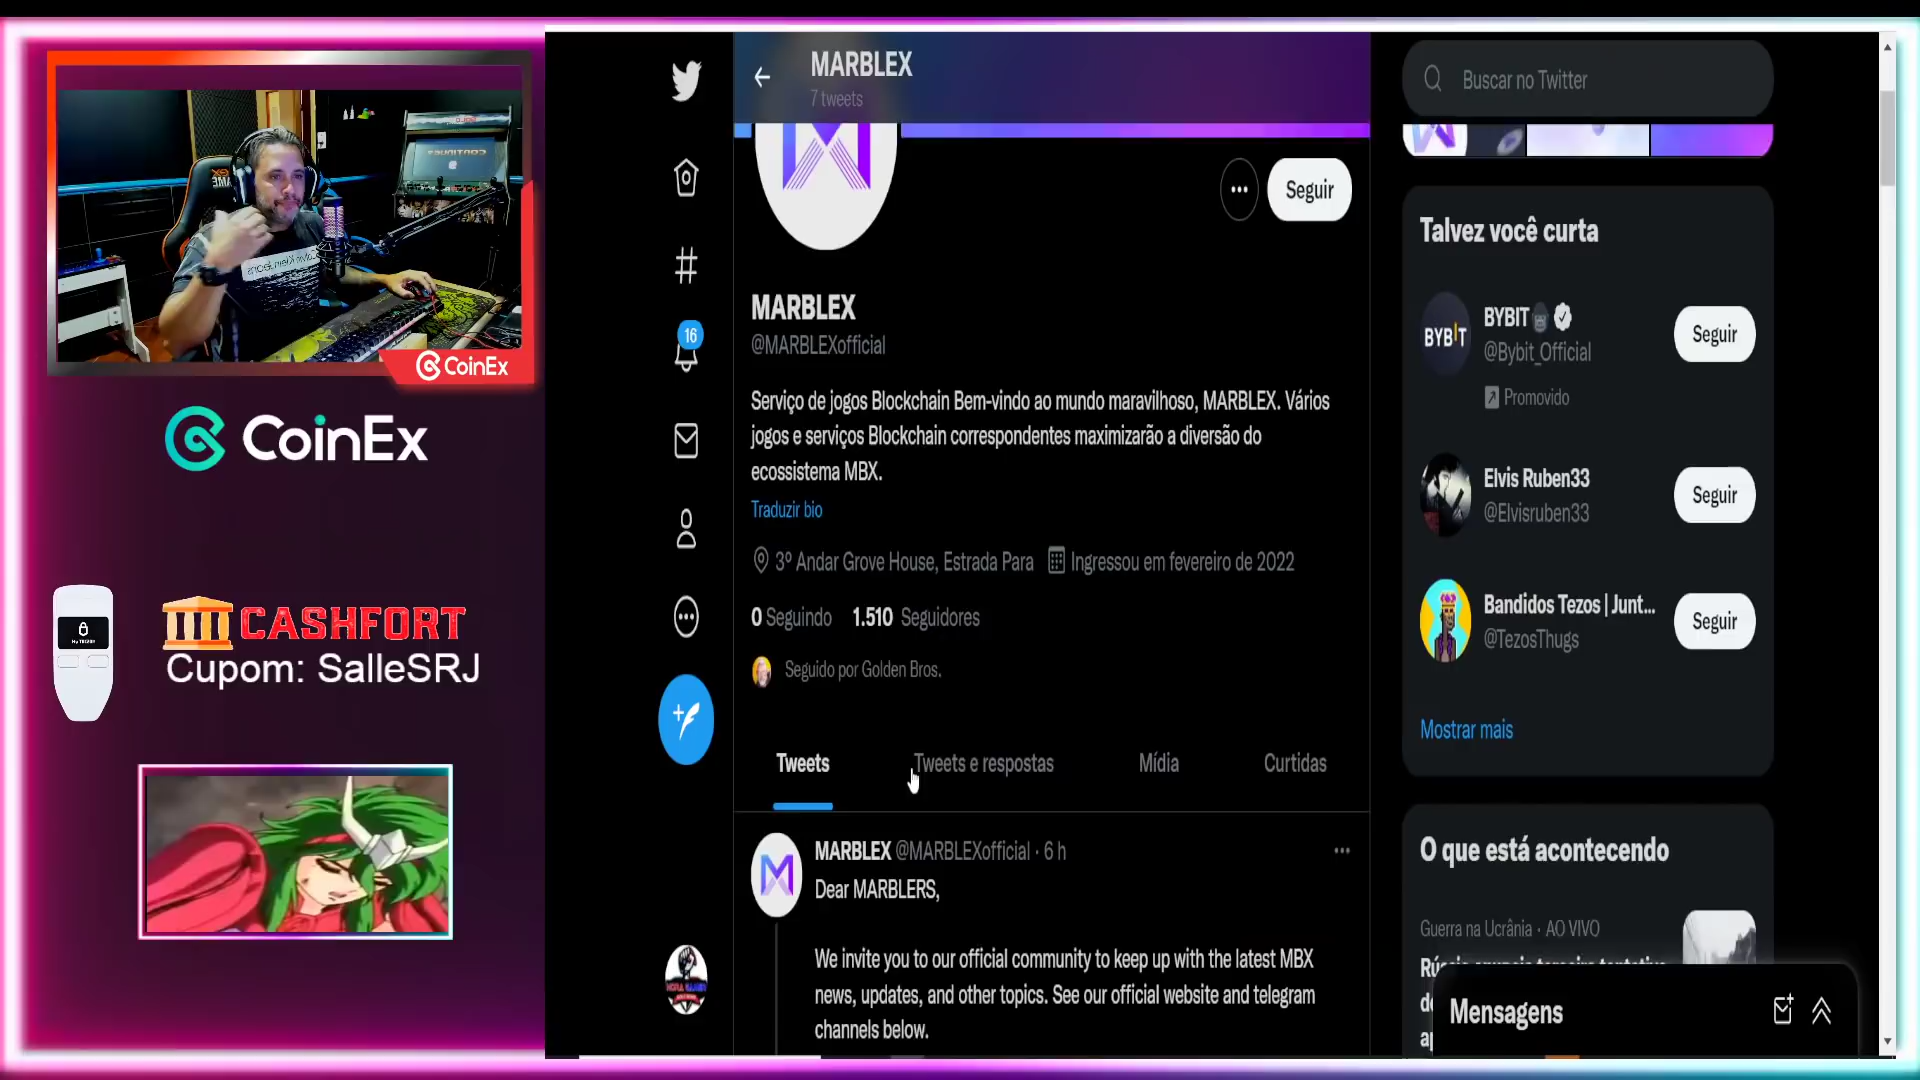 CoinEx
CoinEx
CASHFORT
Cupom: SalleSRJ
16
MARBLEX
7 tweets
Seguir
MARBLEX
@MARBLEXofficial
Serviço de jogos Blockchain Bem-vindo ao mundo maravilhoso, MARBLEX. Vários
jogos e serviços Blockchain correspondentes maximizarão a diversão do
ecossistema MBX.
Traduzir bio
3º Andar Grove House, Estrada Para
Ingressou em fevereiro de 2022
0 Seguindo 1.510 Seguidores
Seguido por Golden Bros.
Tweets
Tweets e respostas
Mídia
Curtidas
MARBLEX @MARBLEXofficial · 6 h
Dear MARBLERS,
We invite you to our official community to keep up with the latest MBX
news, updates, and other topics. See our official website and telegram
channels below.
Buscar no Twitter
Talvez você curta
BYBIT
BYBIT
@Bybit_Official
Promovido
Seguir
Elvis Ruben33
@Elvisruben33
Seguir
Bandidos Tezos | Junt...
@TezosThugs
Seguir
Mostrar mais
O que está acontecendo
Guerra na Ucrânia · AO VIVO
Mensagens